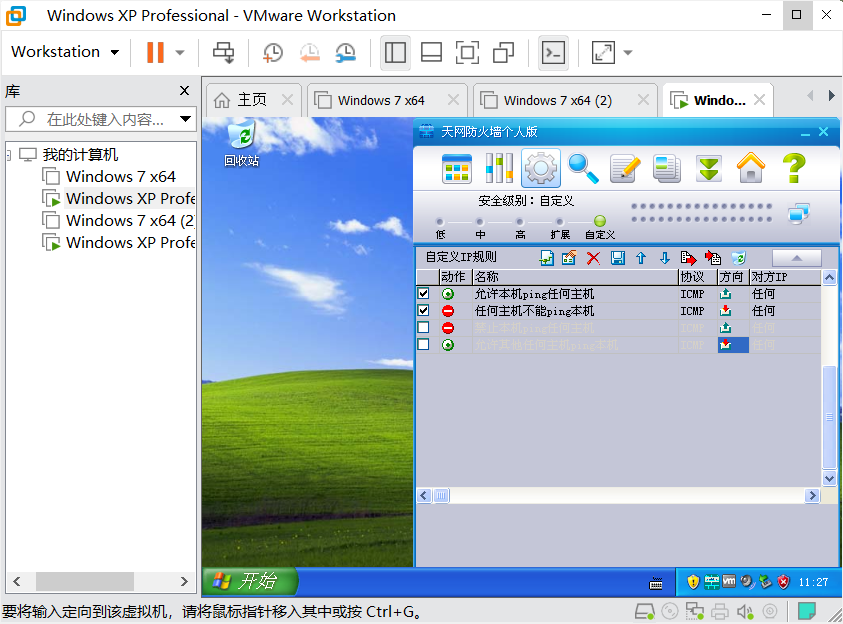 Windows XP Professional - VMware Workstation
Workstation
库
在此处键入内容...
我的计算机
Windows 7 x64
Windows XP Profe
Windows 7 x64 (2)
Windows XP Profe
主页
Windows 7 x64
Windows 7 x64 (2)
Windo...
回收站
天网防火墙个人版
安全级别：自定义
低 中 高 扩展 自定义
自定义IP规则
动作 名称 协议 方向 对方IP
允许本机ping任何主机 ICMP 任何
任何主机不能ping本机 ICMP 任何
禁止本机ping任何主机 ICMP 任何
允许其他任何主机ping本机 ICMP 任何
开始
vm
11:27
要将输入定向到该虚拟机，请将鼠标指针移入其中或按 Ctrl+G。